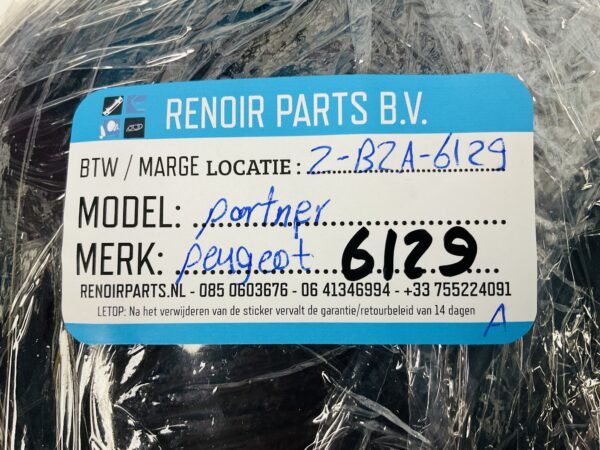 RENOIR PARTS B.V.
BTW / MARGE LOCATIE: 2-B2A-6129
MODEL: partner
MERK: peugeot 6129
RENOIRPARTS.NL - 085 0603676 - 06 41346994 - +33 755224091
LETOP: Na het verwijderen van de sticker vervalt de garantie/retourbeleid van 14 dagen
A